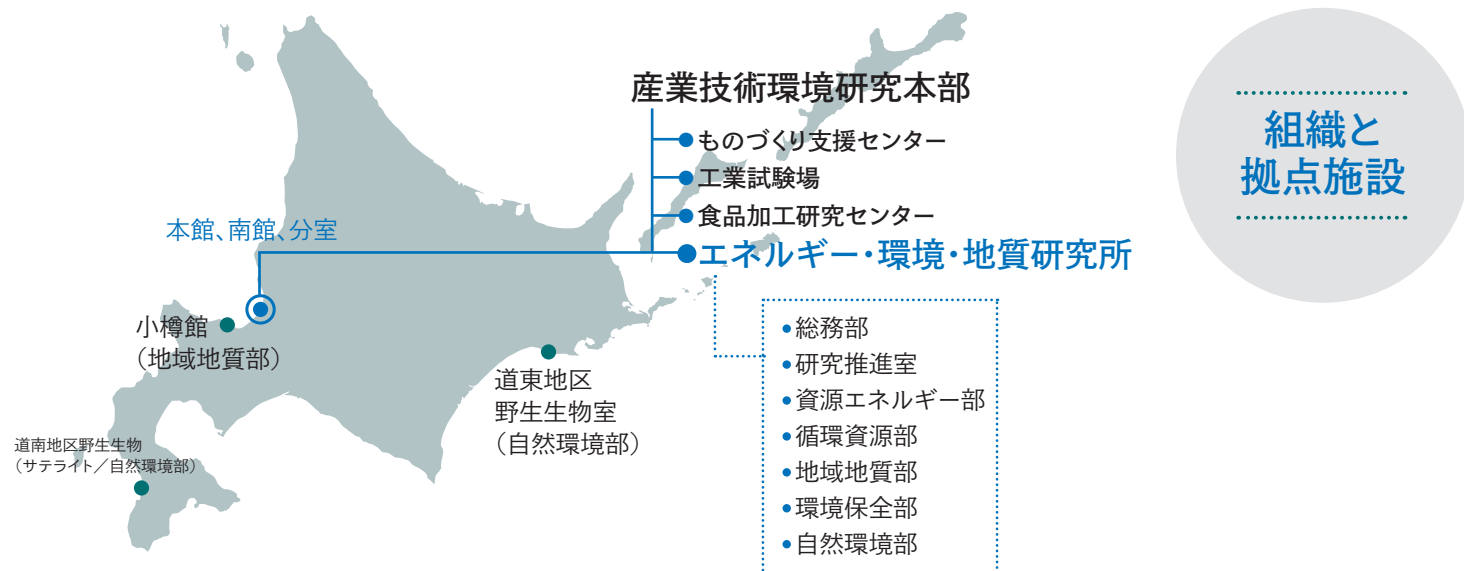 産業技術環境研究本部
ものづくり支援センター
工業試験場
食品加工研究センター
エネルギー・環境・地質研究所
本館、南館、分室
小樽館
（地域地質部）
道東地区
野生生物室
（自然環境部）
道南地区野生生物
（サテライト／自然環境部）
•総務部
•研究推進室
•資源エネルギー部
•循環資源部
•地域地質部
•環境保全部
•自然環境部
組織と
拠点施設